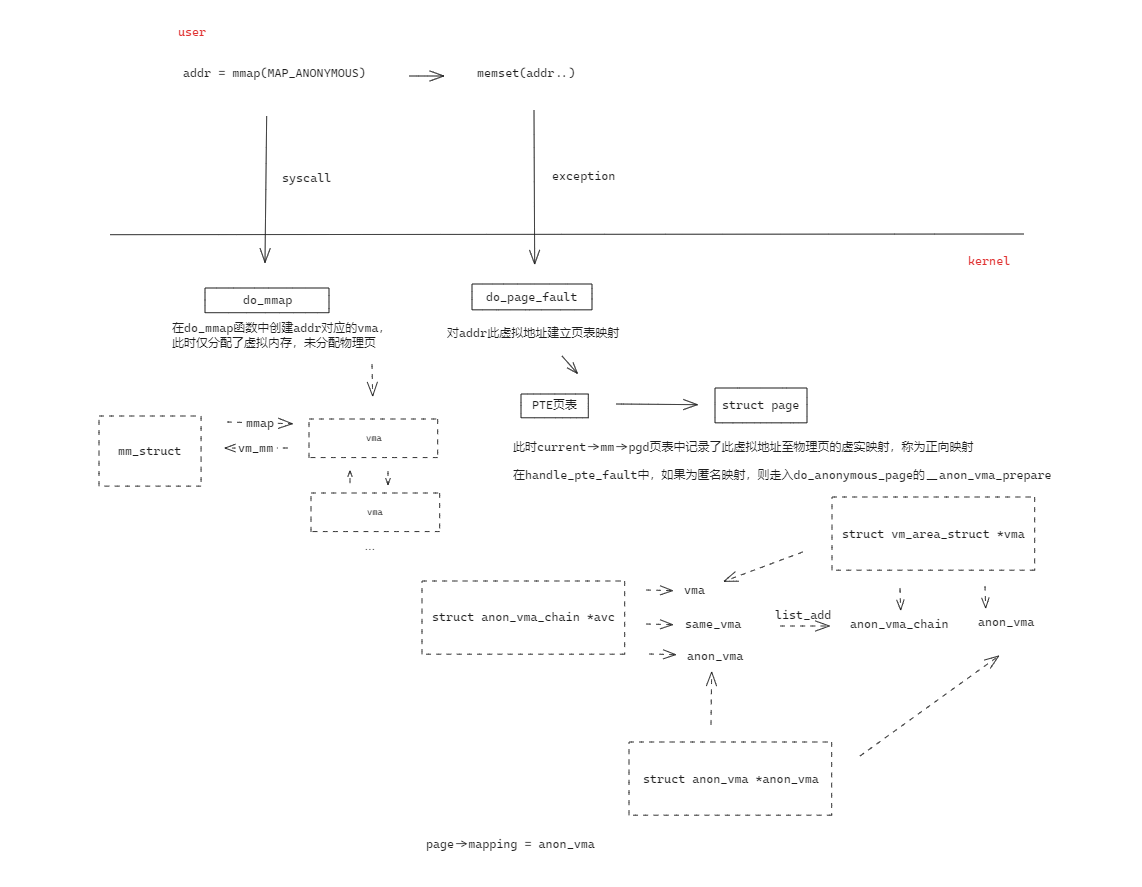 user
addr = mmap(MAP_ANONYMOUS)
memset(addr..)
syscall
exception
kernel
do_mmap
do_page_fault
在do_mmap函数中创建addr对应的vma,
此时仅分配了虚拟内存，未分配物理页
对addr此虚拟地址建立页表映射
PTE页表
struct page
mm_struct
mmap
vm_mm
vma
vma
...
此时current->mm->pgd页表中记录了此虚拟地址至物理页的虚实映射，称为正向映射
在handle_pte_fault中，如果为匿名映射，则走入do_anonymous_page的__anon_vma_prepare
struct vm_area_struct *vma
struct anon_vma_chain *avc
vma
same_vma
anon_vma
list_add
anon_vma_chain
anon_vma
struct anon_vma *anon_vma
page->mapping = anon_vma